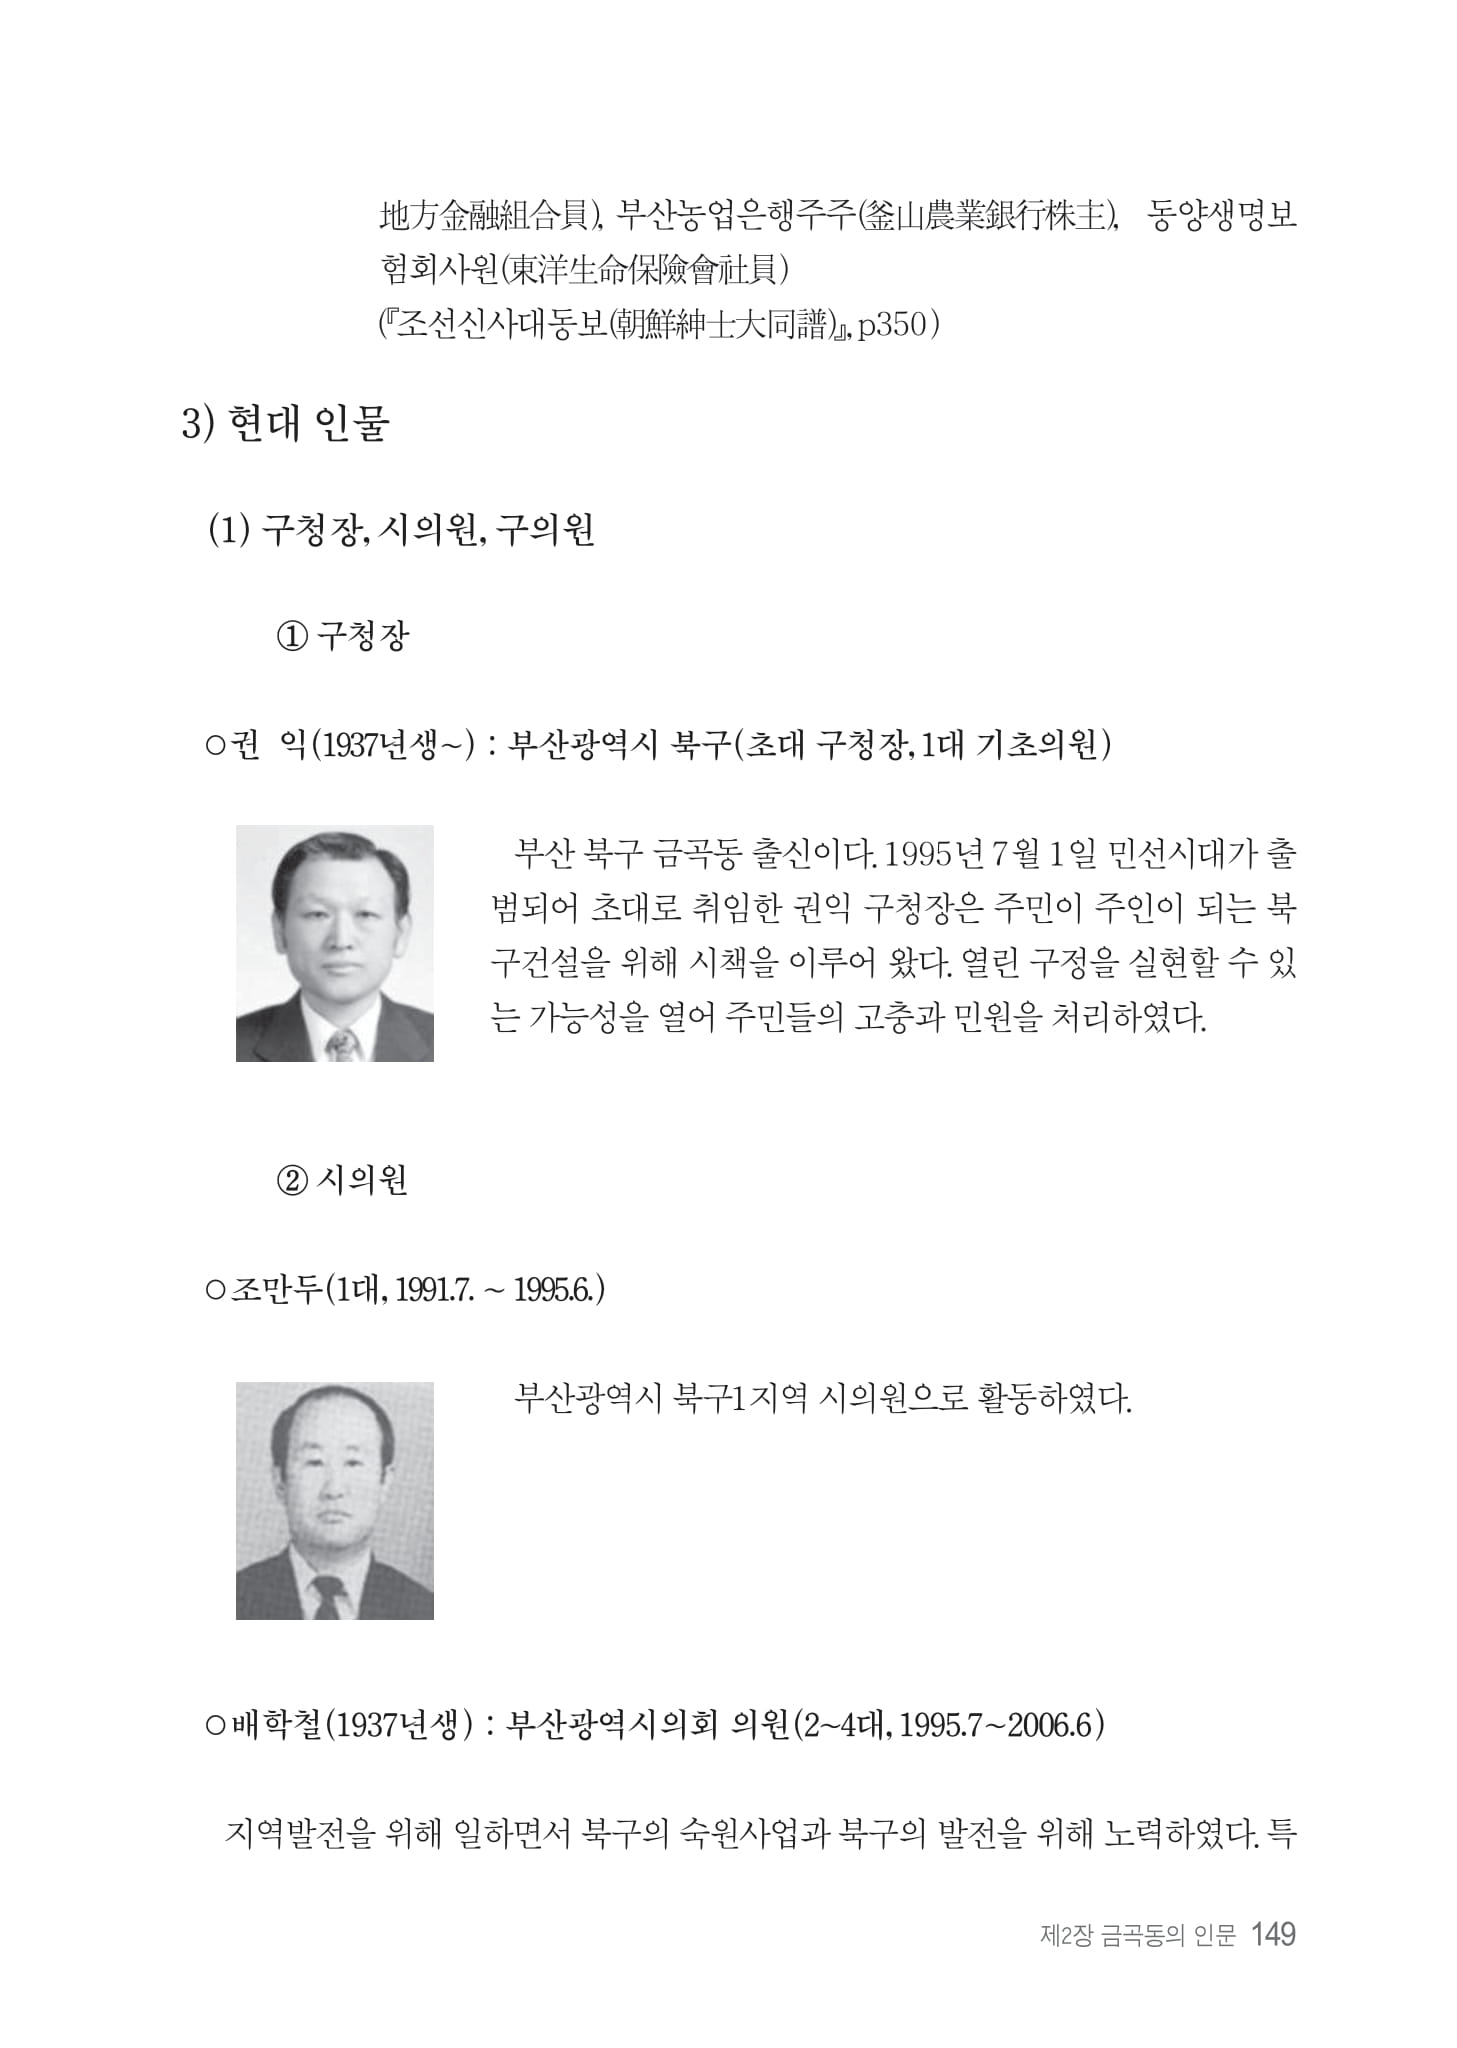 地方金融組合員), 부산농업은행주주(釜山農業銀行株主), 동양생명보
험회사원(東洋生命保險會社員)
(『조선신사대동보(朝鮮紳士大同譜)』, p350)
3) 현대 인물
(1) 구청장, 시의원, 구의원
① 구청장
○권 익(1937년생~) : 부산광역시 북구(초대 구청장, 1대 기초의원)
부산 북구 금곡동 출신이다. 1995년 7월 1일 민선시대가 출
범되어 초대로 취임한 권익 구청장은 주민이 주인이 되는 북
구건설을 위해 시책을 이루어 왔다. 열린 구정을 실현할 수 있
는 가능성을 열어 주민들의 고충과 민원을 처리하였다.
② 시의원
○조만두(1대, 1991.7. ~ 1995.6.)
부산광역시 북구1지역 시의원으로 활동하였다.
○배학철(1937년생) : 부산광역시의회 의원(2~4대, 1995.7~2006.6)
지역발전을 위해 일하면서 북구의 숙원사업과 북구의 발전을 위해 노력하였다. 특
제2장 금곡동의 인문 149